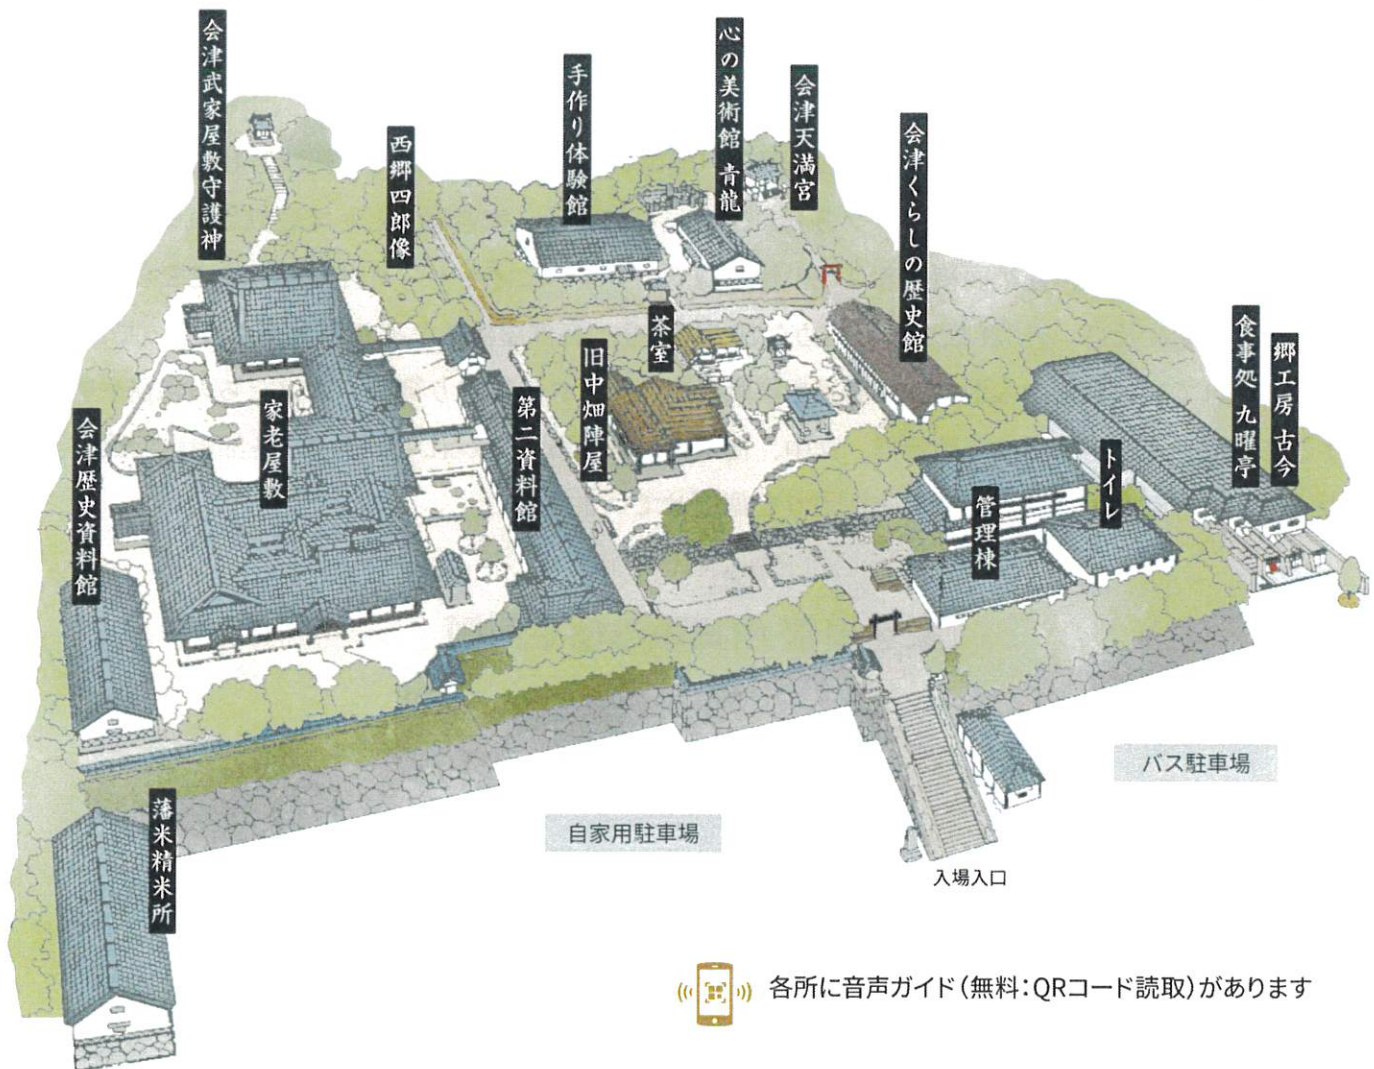 会津武家屋敷守護神
西郷四郎像
手作り体験館
心の美術館 青龍
会津天満宮
会津くらしの歴史館
食事処 九曜亭
郷工房 古今
茶室
旧中畑陣屋
第二資料館
家老屋敷
会津歴史資料館
トイレ
管理棟
藩米精米所
バス駐車場
自家用駐車場
入場入口
各所に音声ガイド(無料:QRコード読取)があります